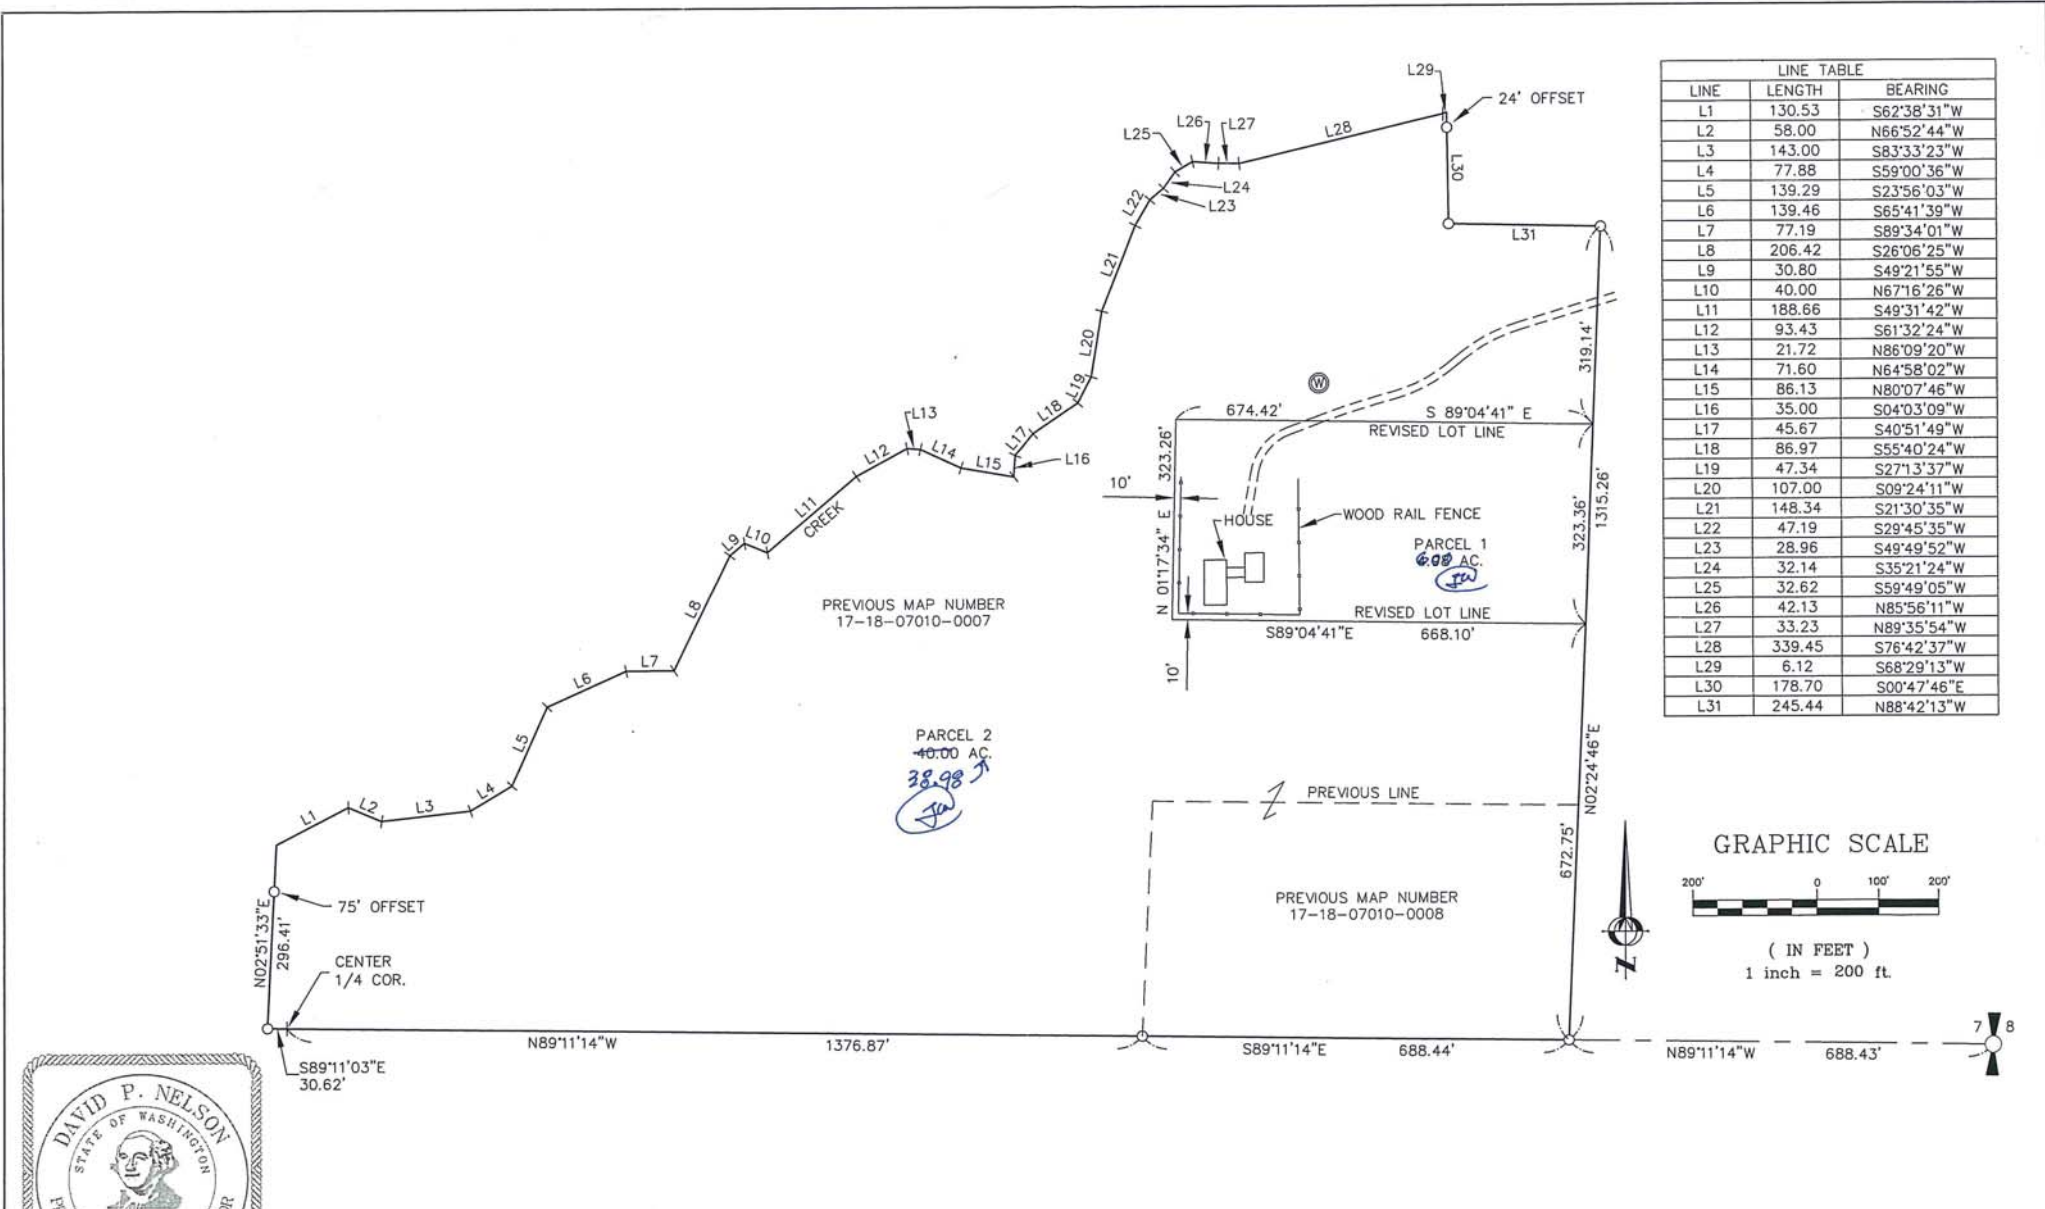 L29
24' OFFSET
L25
L26
L27
L28
L30
L24
L23
L22
L31
L21
L20
L19
L18
L17
L16
L15
L14
L13
L12
L11
CREEK
L10
L9
L8
L7
L6
L5
L4
L3
L2
L1
319.14'
W
674.42'
S 89°04'41" E
REVISED LOT LINE
N 01°17'34" E 323.26'
10'
HOUSE
WOOD RAIL FENCE
PARCEL 1
AC.
JW
323.36'
1315.26'
REVISED LOT LINE
S89°04'41"E
668.10'
10'
PREVIOUS MAP NUMBER
17-18-07010-0007
PARCEL 2
40.00 AC.
38.98
JW
PREVIOUS LINE
N02°24'46"E
672.75'
PREVIOUS MAP NUMBER
17-18-07010-0008
75' OFFSET
N02°51'33"E
296.41'
CENTER
1/4 COR.
S89°11'03"E
30.62'
N89°11'14"W
1376.87'
S89°11'14"E
688.44'
N89°11'14"W
688.43'
7 8
LINE TABLE
LINE LENGTH BEARING
L1 130.53 S62°38'31"W
L2 58.00 N66°52'44"W
L3 143.00 S83°33'23"W
L4 77.88 S59°00'36"W
L5 139.29 S23°56'03"W
L6 139.46 S65°41'39"W
L7 77.19 S89°34'01"W
L8 206.42 S26°06'25"W
L9 30.80 S49°21'55"W
L10 40.00 N67°16'26"W
L11 188.66 S49°31'42"W
L12 93.43 S61°32'24"W
L13 21.72 N86°09'20"W
L14 71.60 N64°58'02"W
L15 86.13 N80°07'46"W
L16 35.00 S04°03'09"W
L17 45.67 S40°51'49"W
L18 86.97 S55°40'24"W
L19 47.34 S27°13'37"W
L20 107.00 S09°24'11"W
L21 148.34 S21°30'35"W
L22 47.19 S29°45'35"W
L23 28.96 S49°49'52"W
L24 32.14 S35°21'24"W
L25 32.62 S59°49'05"W
L26 42.13 N85°56'11"W
L27 33.23 N89°35'54"W
L28 339.45 S76°42'37"W
L29 6.12 S68°29'13"W
L30 178.70 S00°47'46"E
L31 245.44 N88°42'13"W
GRAPHIC SCALE
200' 0 100' 200'
( IN FEET )
1 inch = 200 ft.
N
DAVID P. NELSON
STATE OF WASHINGTON